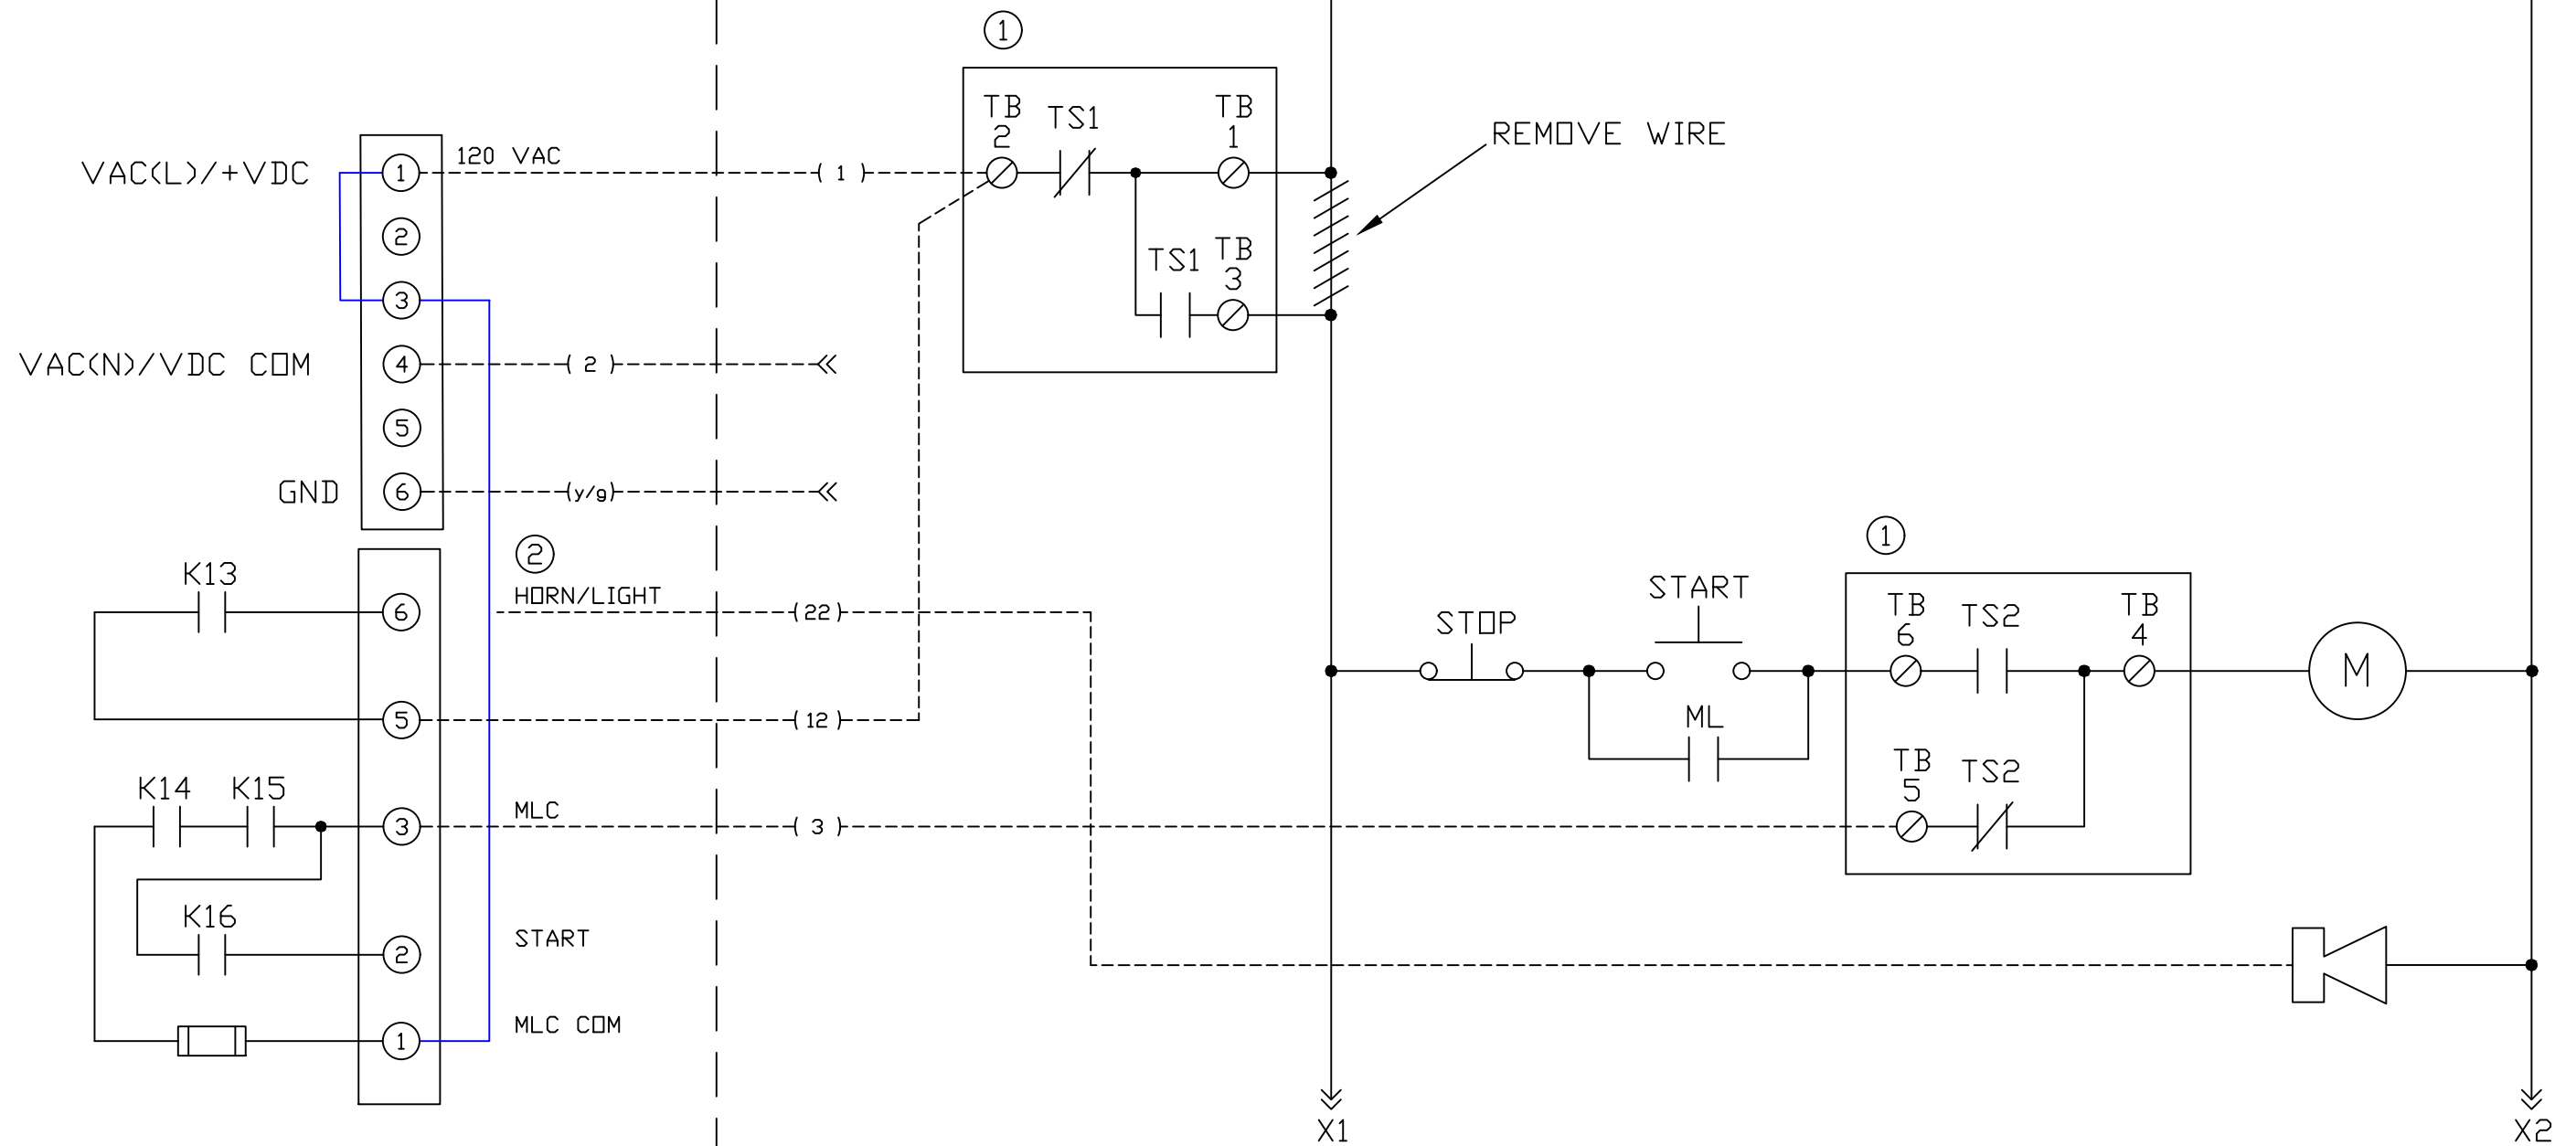 1
TB
2
TS1
TB
1
REMOVE WIRE
VAC(L)/+VDC
1
120 VAC
( 1 )
2
TS1
TB
3
3
VAC(N)/VDC COM
4
( 2 )
5
GND
6
(y/g)
1
2
K13
HORN/LIGHT
6
( 22 )
STOP
START
TB
6
TS2
TB
4
M
5
( 12 )
ML
TB
5
TS2
K14
K15
MLC
3
( 3 )
K16
START
2
MLC COM
1
X1
X2